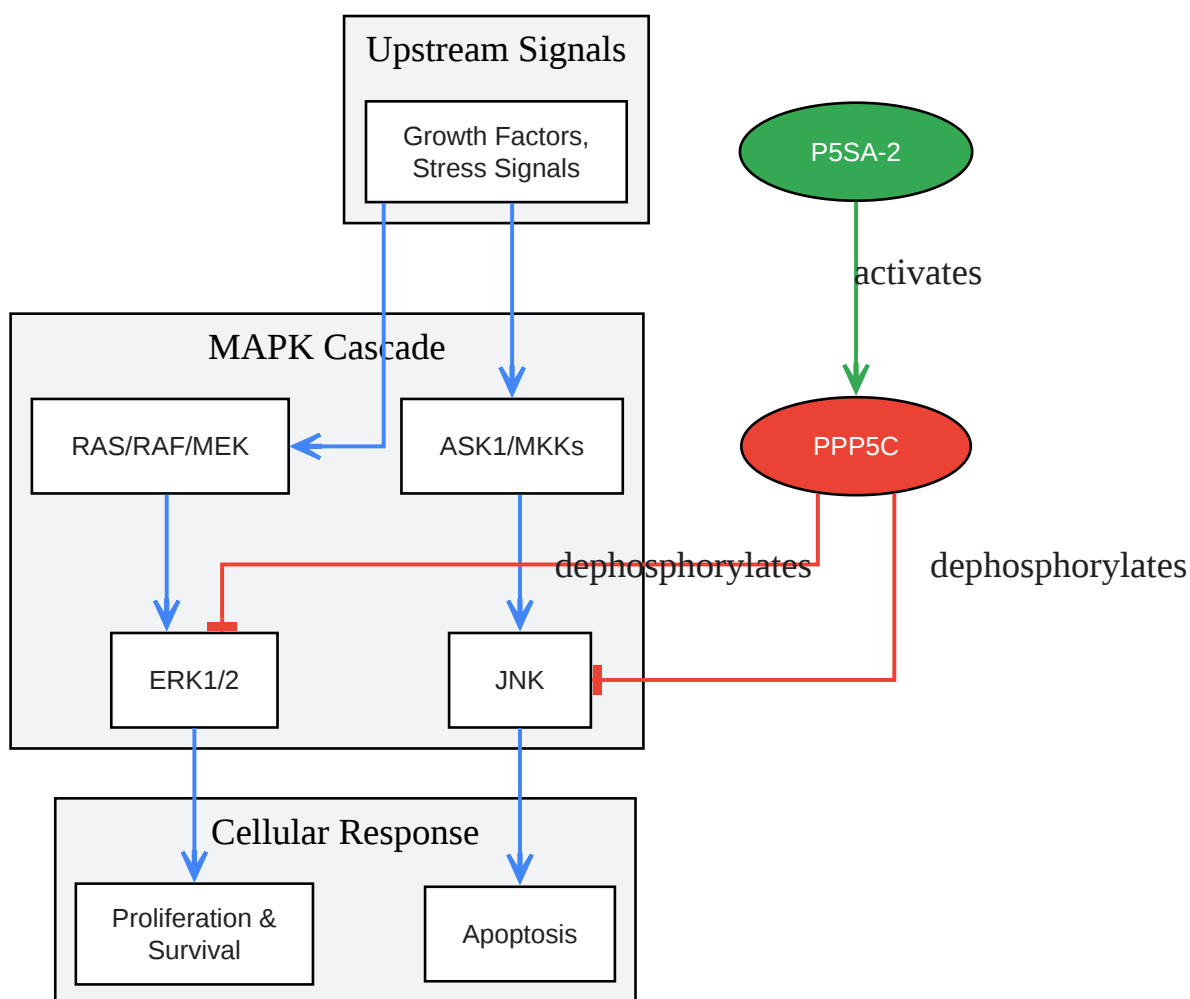 Upstream Signals
Growth Factors,
Stress Signals
P5SA-2
activates
MAPK Cascade
RAS/RAF/MEK
ASK1/MKKs
PPP5C
dephosphorylates
dephosphorylates
ERK1/2
JNK
Cellular Response
Proliferation &
Survival
Apoptosis